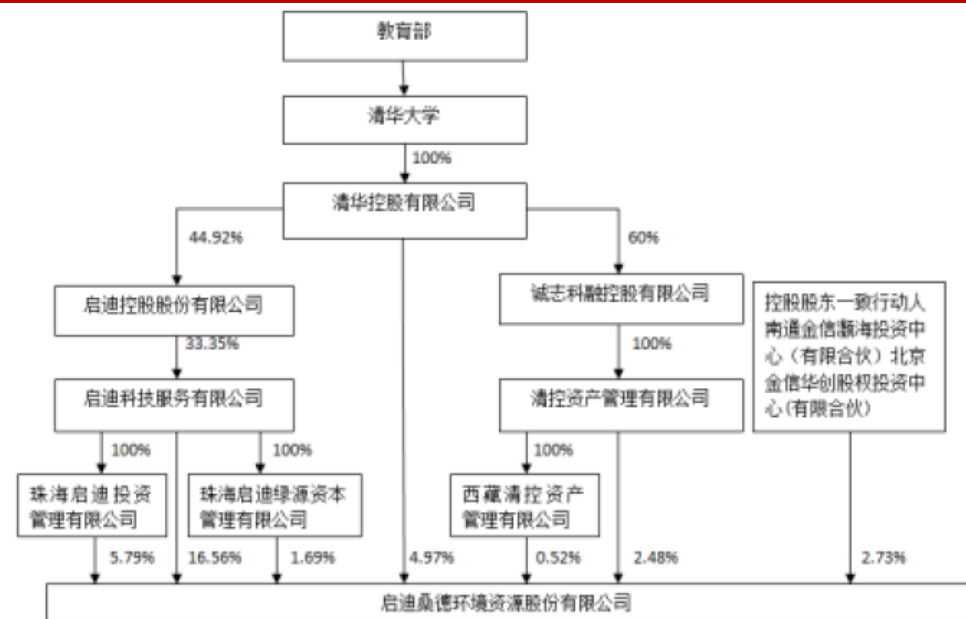 教育部
清华大学
100%
清华控股有限公司
44.92%
60%
启迪控股股份有限公司
诚志科融控股有限公司
控股股东一致行动人
南通金信灏海投资中
心（有限合伙）北京
金信华创股权投资中
心(有限合伙)
33.35%
100%
启迪科技服务有限公司
清控资产管理有限公司
100%
100%
100%
珠海启迪投资
管理有限公司
珠海启迪绿源资本
管理有限公司
西藏清控资产
管理有限公司
5.79%
16.56%
1.69%
4.97%
0.52%
2.48%
2.73%
启迪桑德环境资源股份有限公司